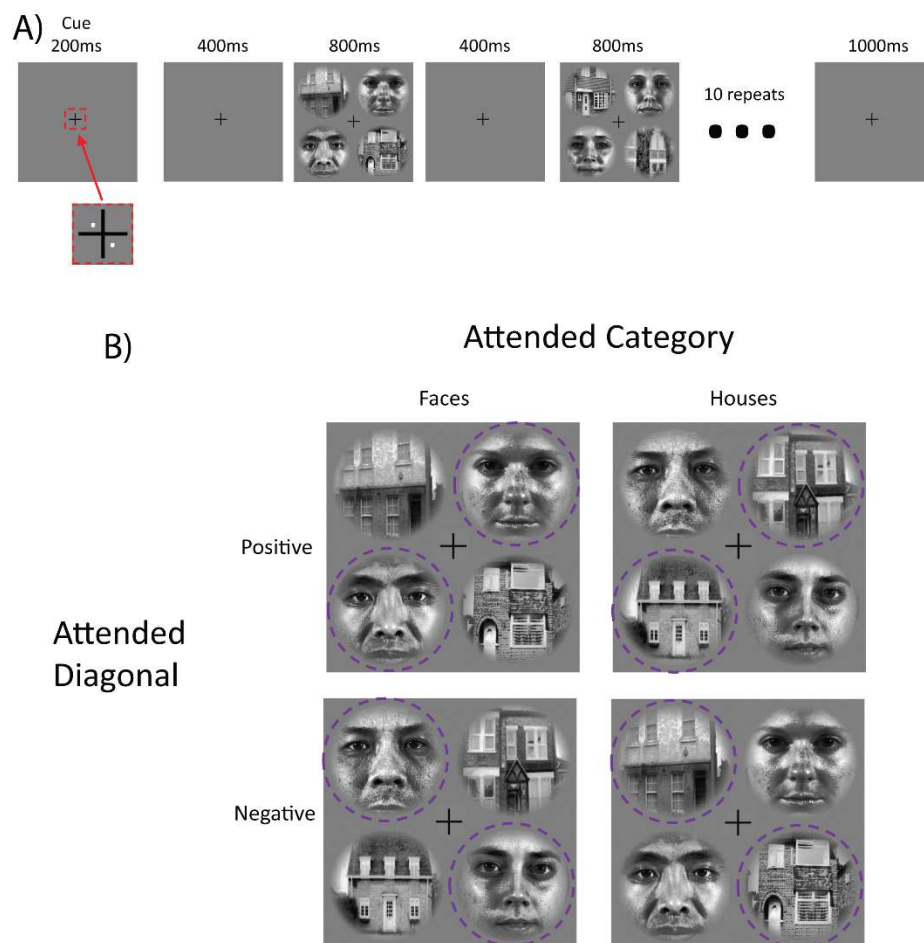 A)
Cue
200ms
400ms
800ms
400ms
800ms
1000ms
10 repeats
B)
Attended Category
Faces
Houses
Positive
Attended
Diagonal
Negative